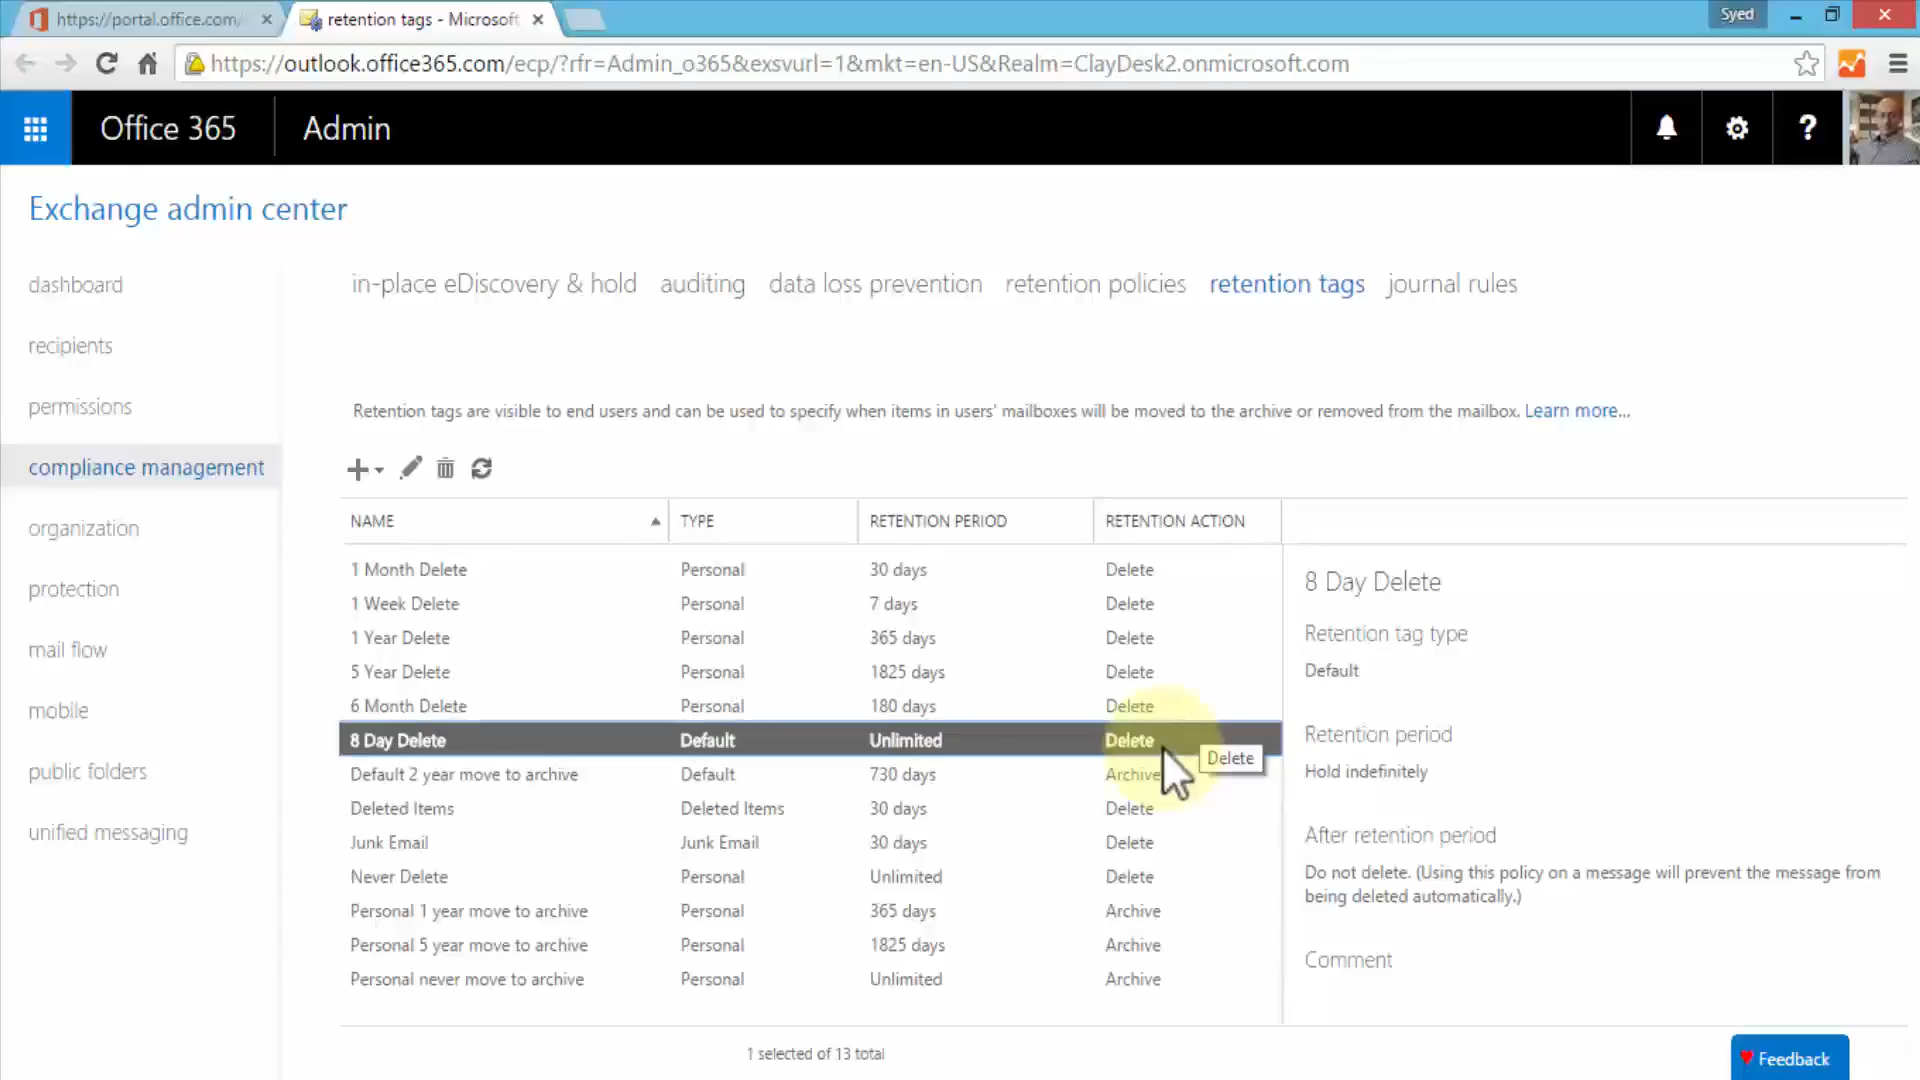 https://portal.office.com/
retention tags - Microsoft
Syed
https://outlook.office365.com/ecp/?rfr=Admin_o365&exsvurl=1&mkt=en-US&Realm=ClayDesk2.onmicrosoft.com
Office 365
Admin
?
Exchange admin center
dashboard
recipients
permissions
compliance management
organization
protection
mail flow
mobile
public folders
unified messaging
in-place eDiscovery & hold auditing data loss prevention retention policies retention tags journal rules
Retention tags are visible to end users and can be used to specify when items in users' mailboxes will be moved to the archive or removed from the mailbox. Learn more...
NAME TYPE RETENTION PERIOD RETENTION ACTION
1 Month Delete Personal 30 days Delete
1 Week Delete Personal 7 days Delete
1 Year Delete Personal 365 days Delete
5 Year Delete Personal 1825 days Delete
6 Month Delete Personal 180 days Delete
8 Day Delete Default Unlimited Delete
Delete
Default 2 year move to archive Default 730 days Archive
Deleted Items Deleted Items 30 days Delete
Junk Email Junk Email 30 days Delete
Never Delete Personal Unlimited Delete
Personal 1 year move to archive Personal 365 days Archive
Personal 5 year move to archive Personal 1825 days Archive
Personal never move to archive Personal Unlimited Archive
8 Day Delete
Retention tag type
Default
Retention period
Hold indefinitely
After retention period
Do not delete. (Using this policy on a message will prevent the message from
being deleted automatically.)
Comment
1 selected of 13 total
Feedback